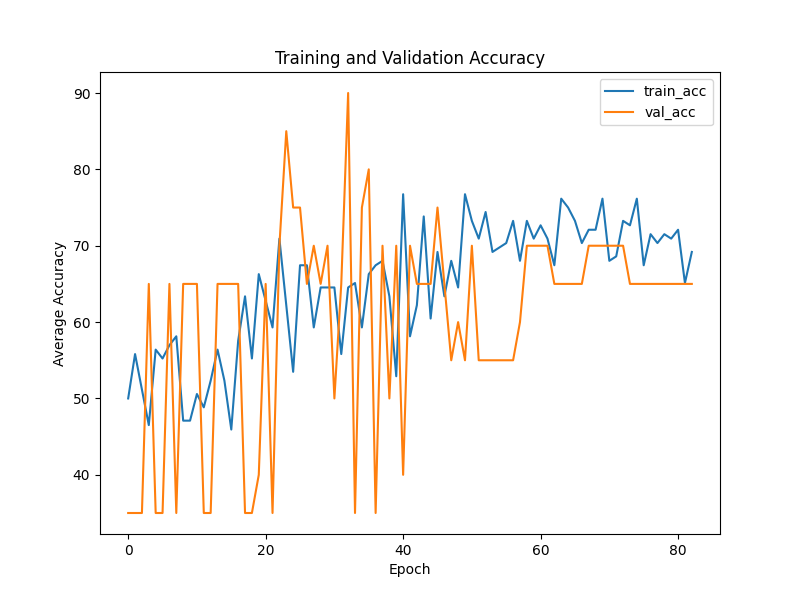 Training and Validation Accuracy
train_acc
val_acc
90
80
70
60
50
40
Average Accuracy
0 20 40 60 80
Epoch